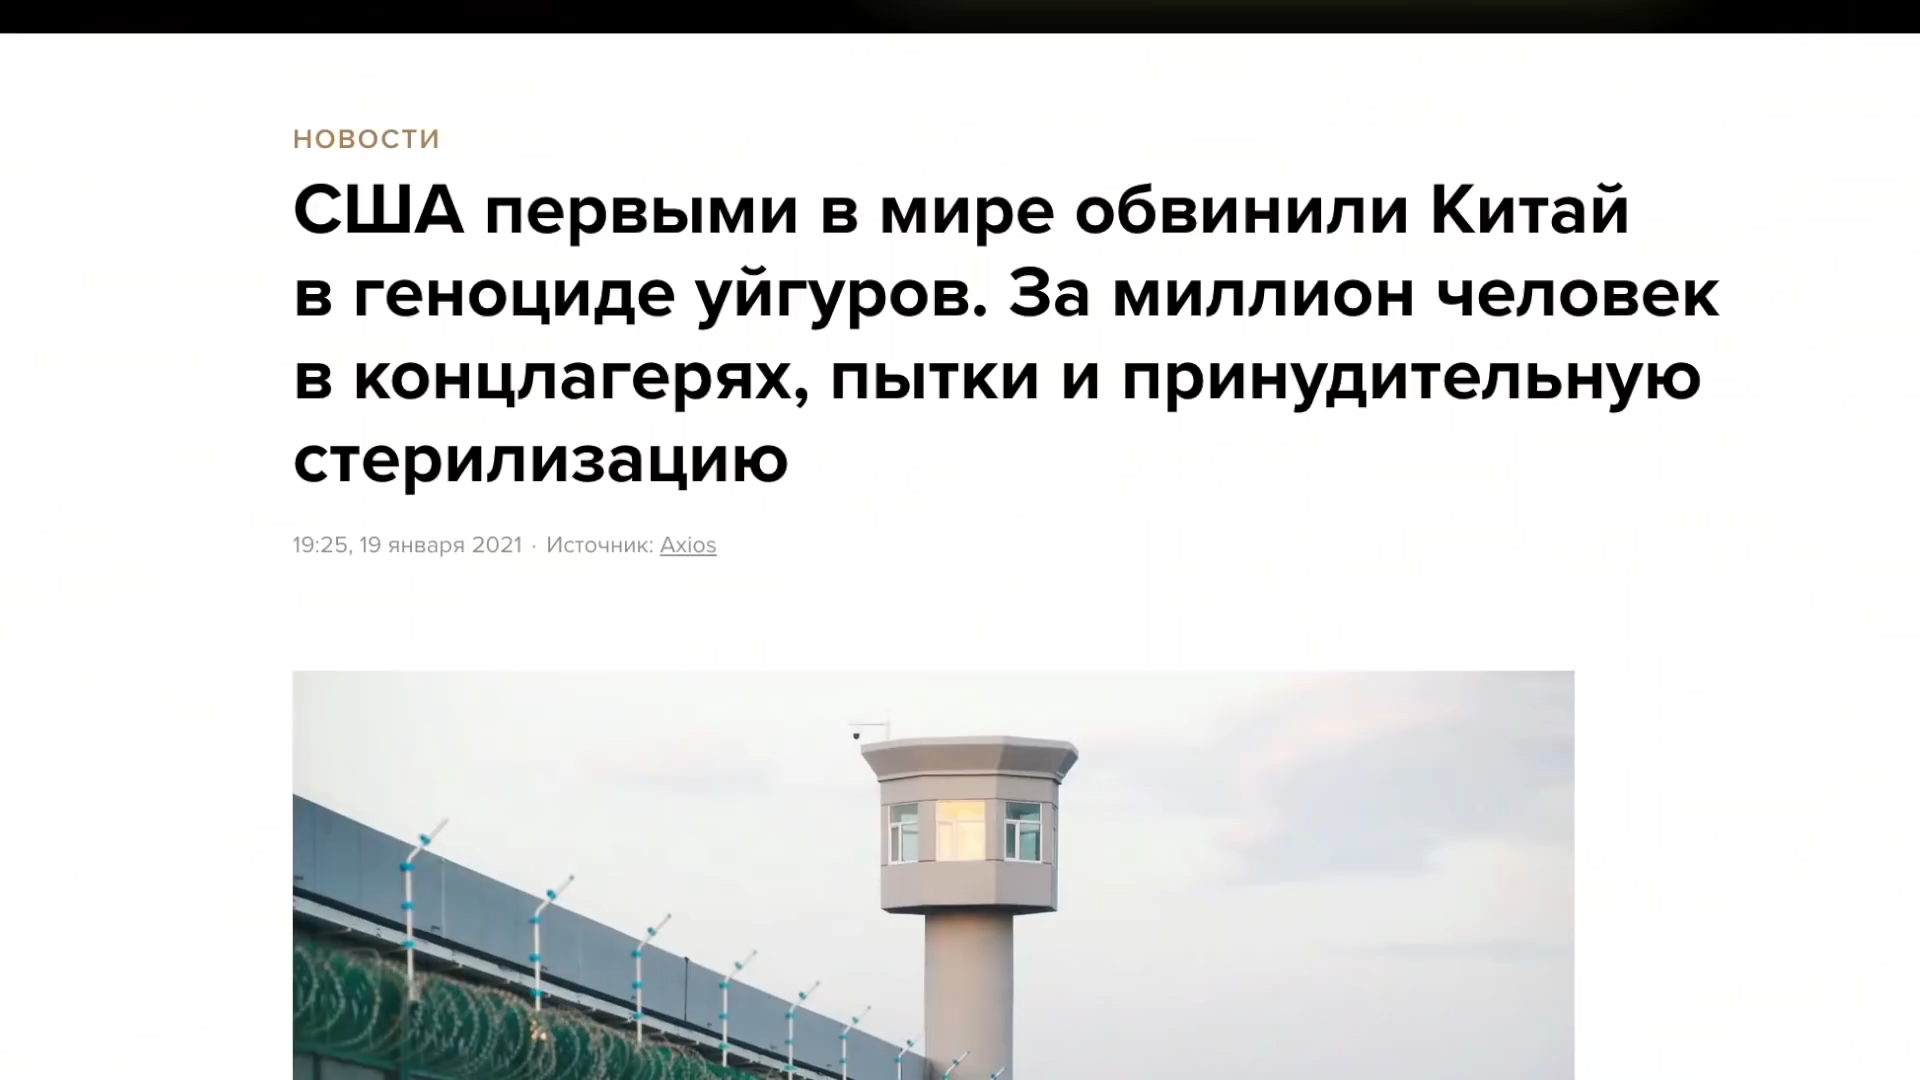 НОВОСТИ
США первыми в мире обвинили Китай
в геноциде уйгуров. За миллион человек
в концлагерях, пытки и принудительную
стерилизацию
19:25, 19 января 2021 · Источник: Axios